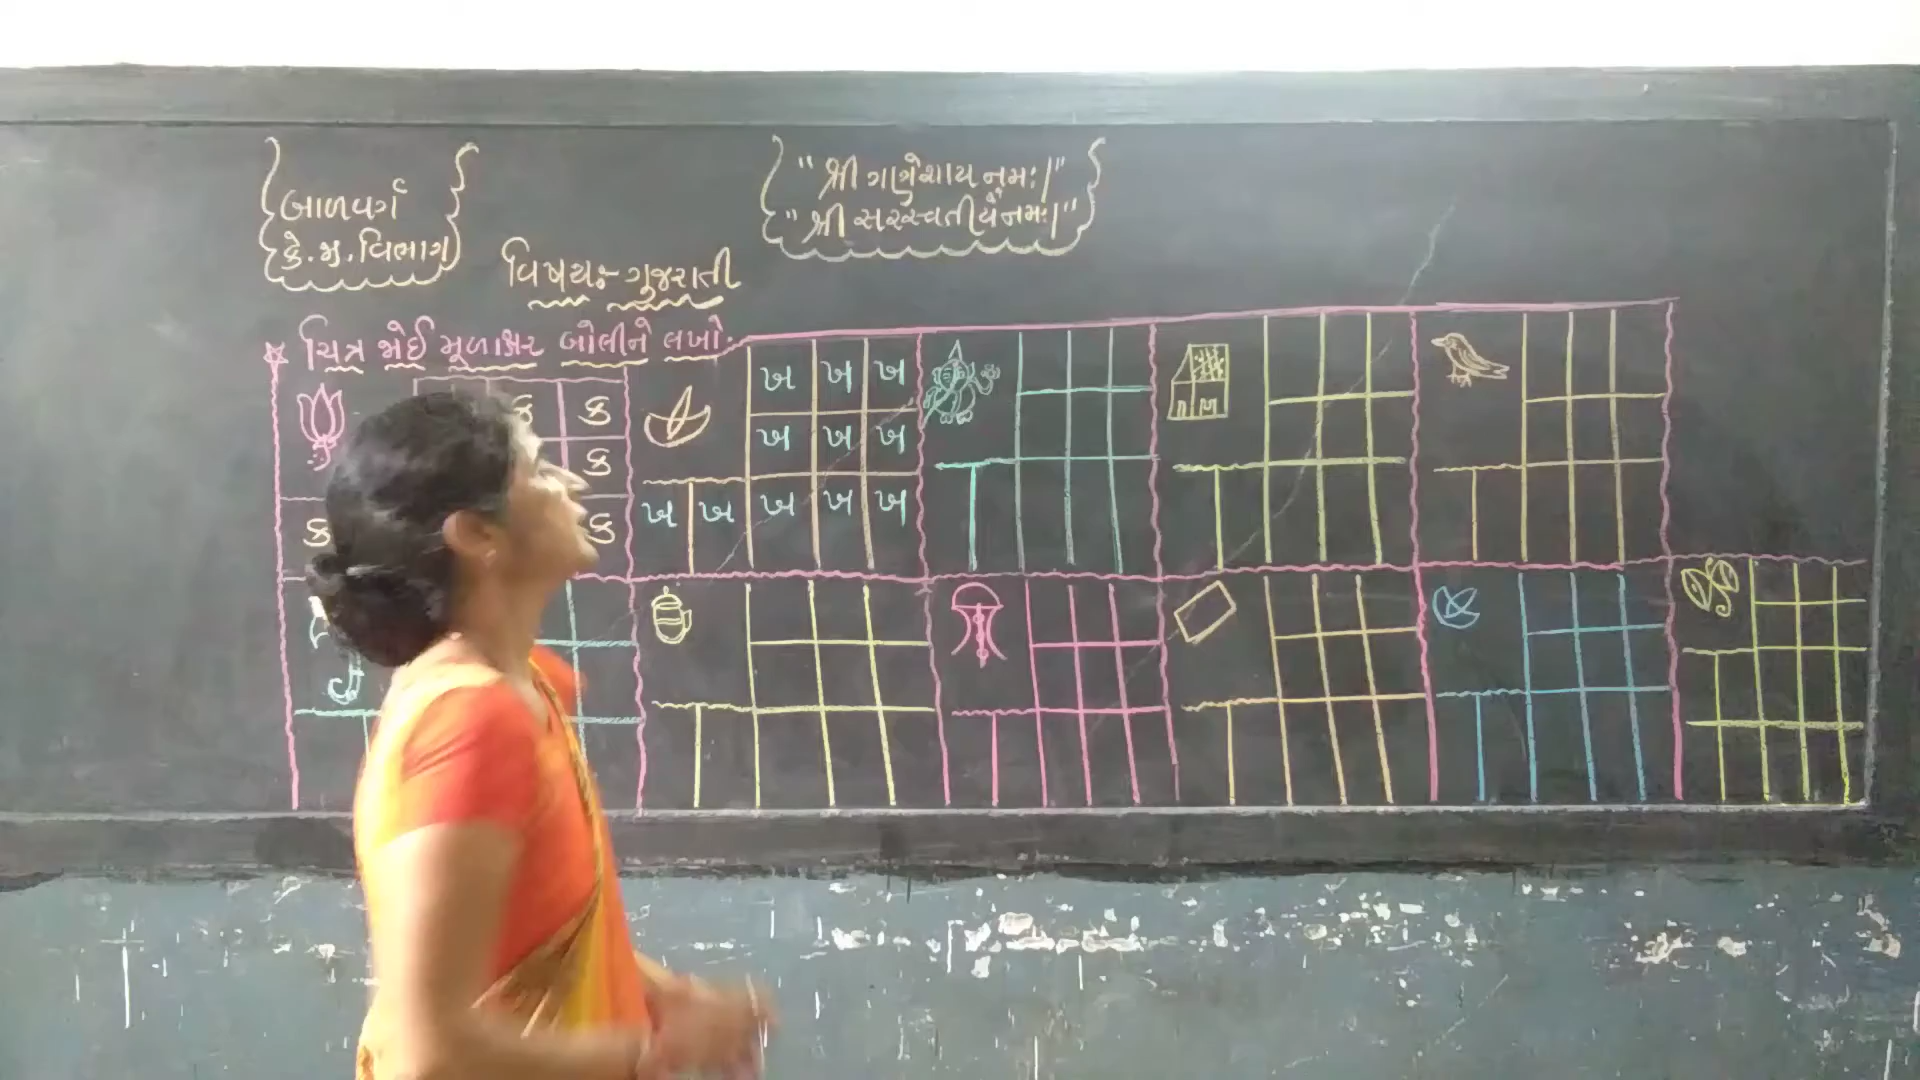 બાળવર્ગ
કે.મ.વિભાગ
"શ્રી ગણેશાય નમઃ|"
"શ્રી સરસ્વતીયૈ નમઃ|"
વિષયઃ- ગુજરાતી
ચિત્ર જોઈ મૂળાક્ષર બોલીને લખો.
ક ક
ક
ક ક
ખ ખ ખ
ખ ખ ખ
ખ ખ ખ ખ ખ